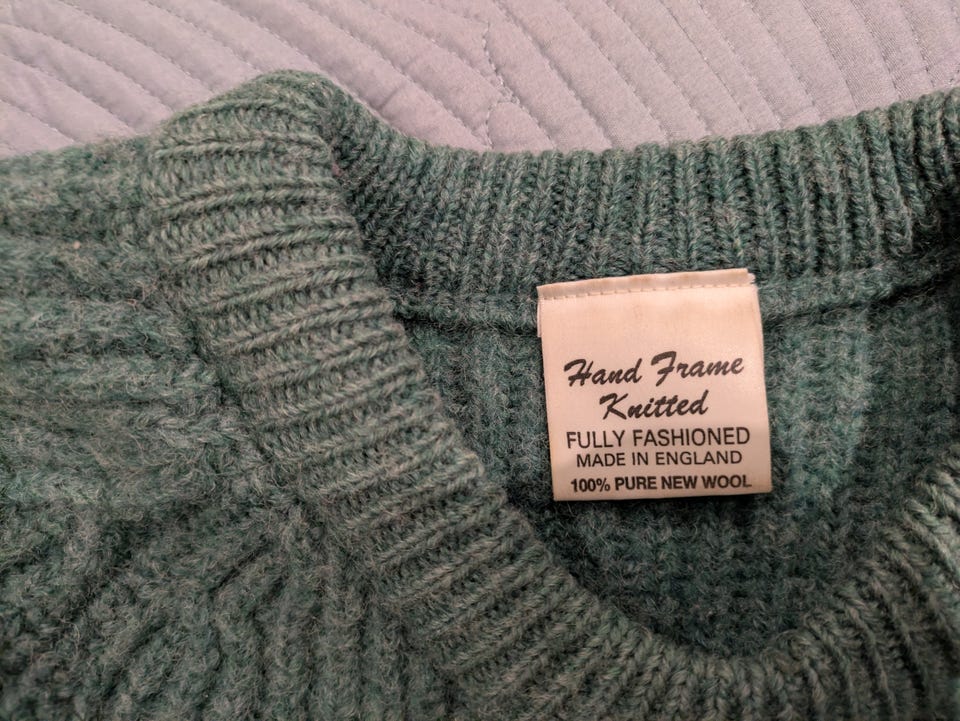 Hand Frame
Knitted
FULLY FASHIONED
MADE IN ENGLAND
100% PURE NEW WOOL